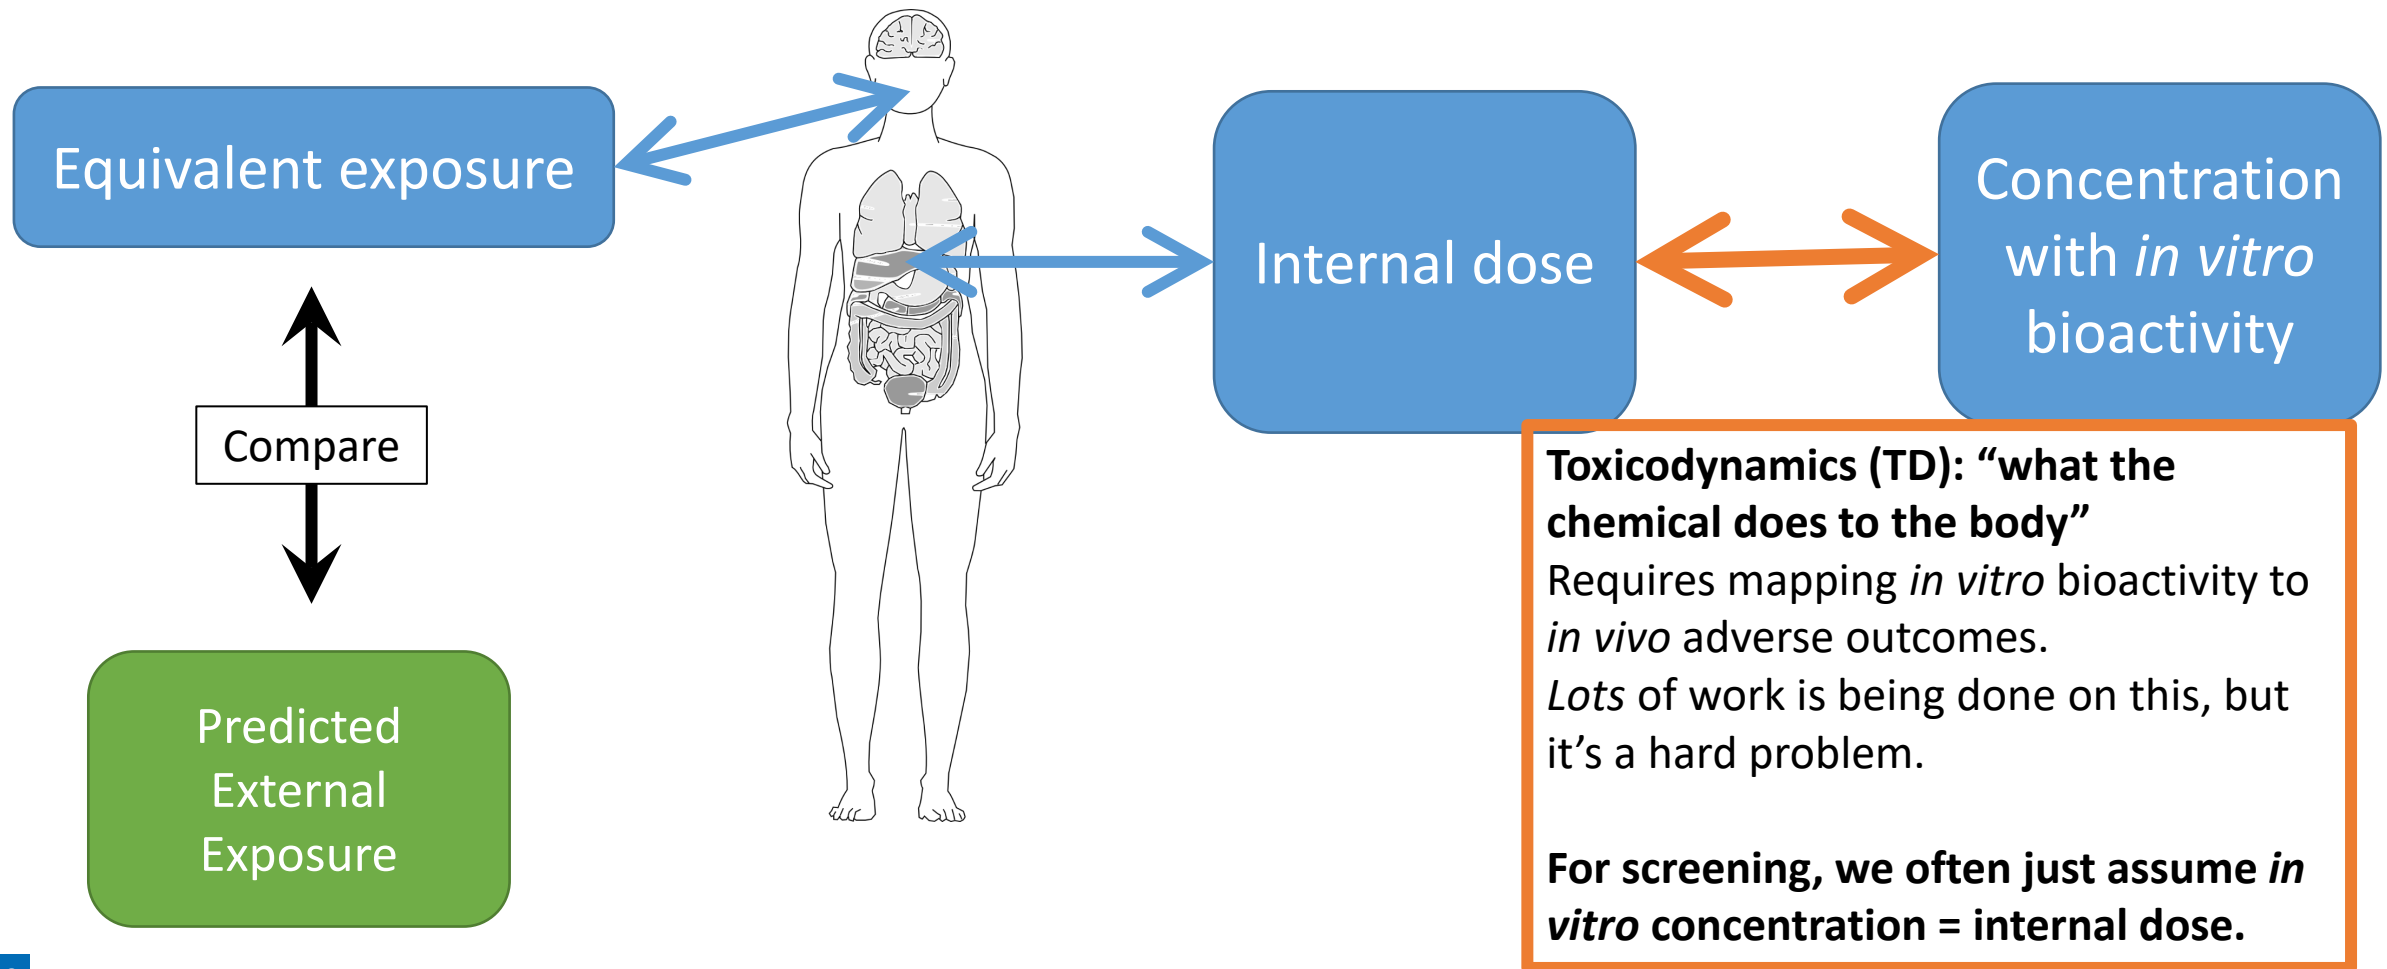 Equivalent exposure
Compare
Predicted
External
Exposure
Internal dose
Concentration
with in vitro
bioactivity
Toxicodynamics (TD): “what the
chemical does to the body”
Requires mapping in vitro bioactivity to
in vivo adverse outcomes.
Lots of work is being done on this, but
it’s a hard problem.
For screening, we often just assume in
vitro concentration = internal dose.